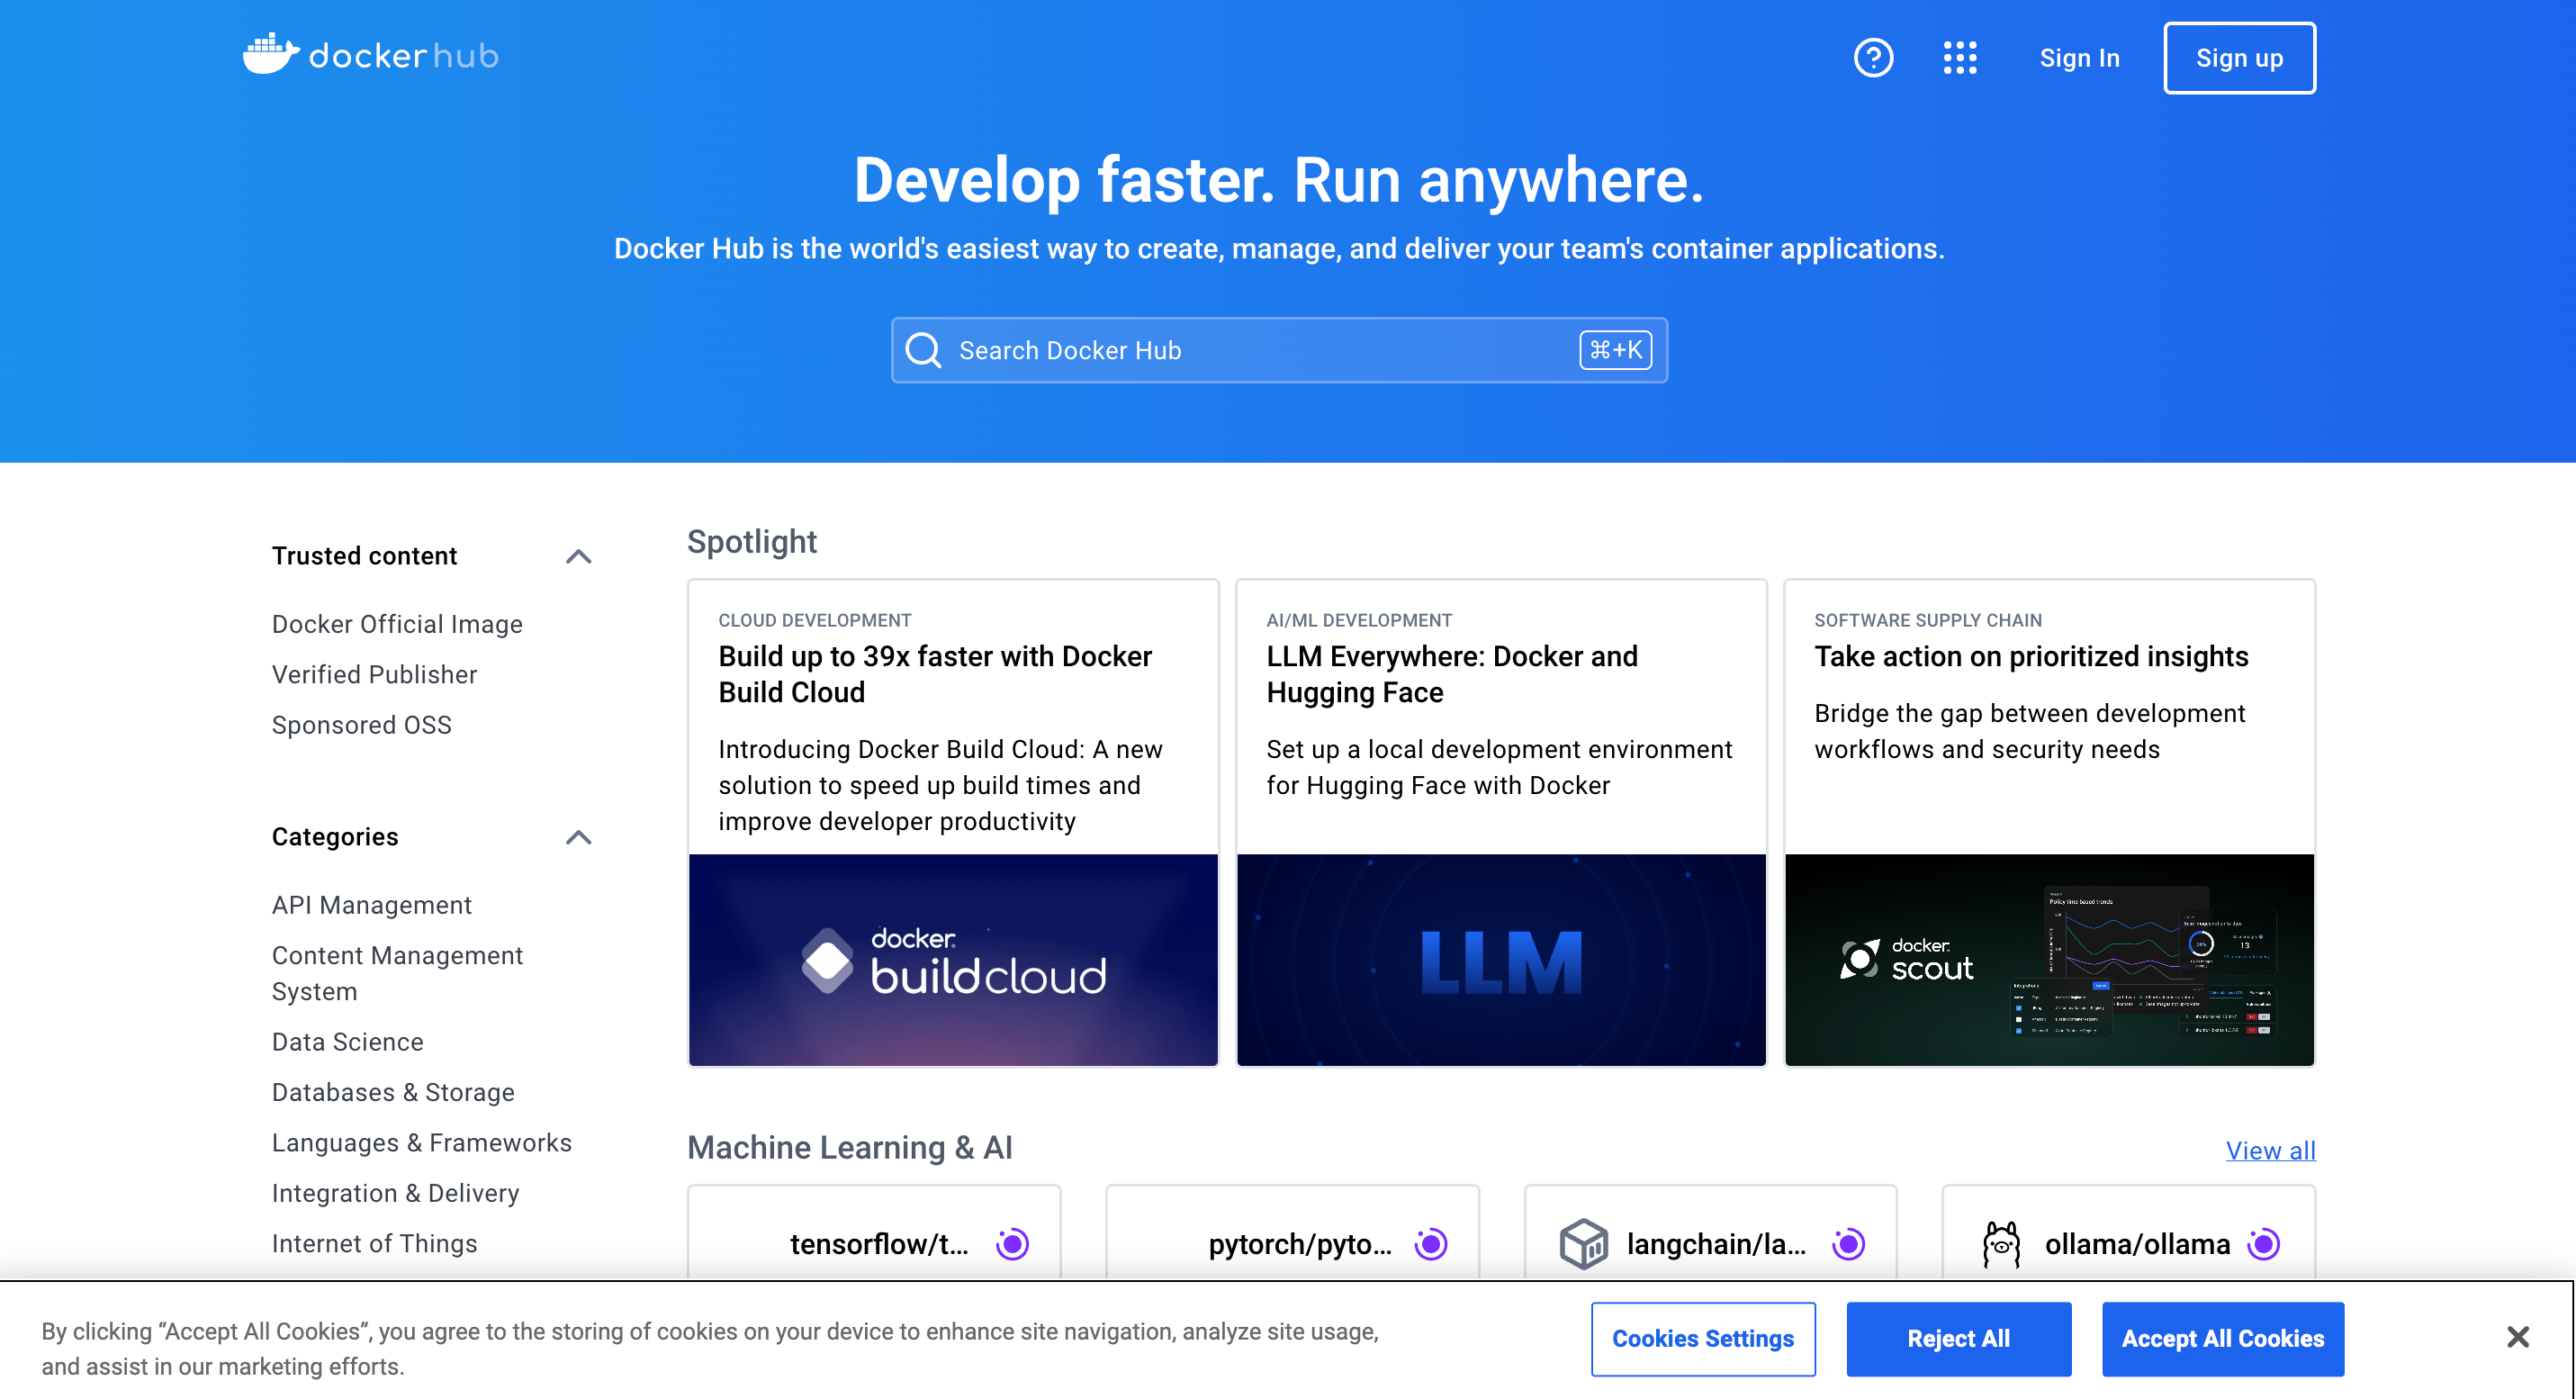 docker hub
Sign In
Sign up
Develop faster. Run anywhere.
Docker Hub is the world's easiest way to create, manage, and deliver your team's container applications.
Search Docker Hub
⌘+K
Trusted content
Docker Official Image
Verified Publisher
Sponsored OSS
Categories
API Management
Content Management
System
Data Science
Databases & Storage
Languages & Frameworks
Integration & Delivery
Internet of Things
Spotlight
CLOUD DEVELOPMENT
Build up to 39x faster with Docker
Build Cloud
Introducing Docker Build Cloud: A new
solution to speed up build times and
improve developer productivity
docker
buildcloud
AI/ML DEVELOPMENT
LLM Everywhere: Docker and
Hugging Face
Set up a local development environment
for Hugging Face with Docker
LLM
SOFTWARE SUPPLY CHAIN
Take action on prioritized insights
Bridge the gap between development
workflows and security needs
docker
scout
Policy time based trends
13
Integrations
Machine Learning & AI
View all
tensorflow/t...
pytorch/pyto...
langchain/la...
ollama/ollama
By clicking “Accept All Cookies”, you agree to the storing of cookies on your device to enhance site navigation, analyze site usage,
and assist in our marketing efforts.
Cookies Settings
Reject All
Accept All Cookies